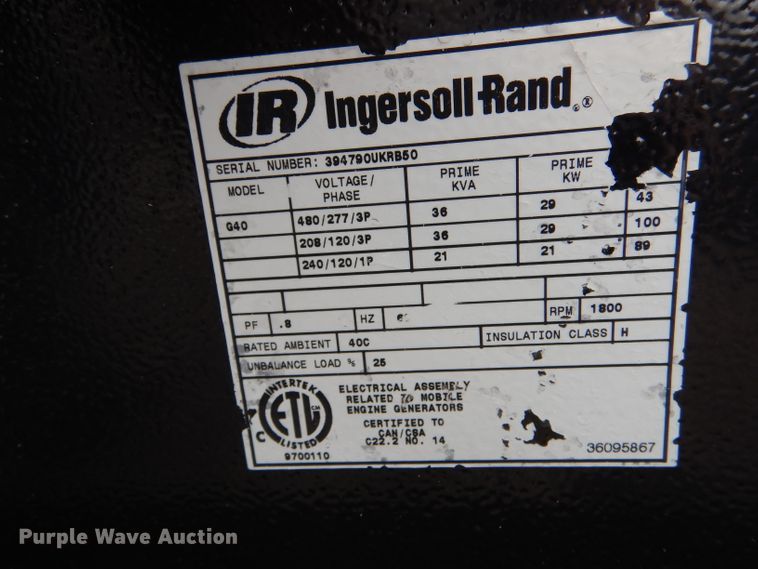 IR Ingersoll-Rand®
SERIAL NUMBER: 394790UKRB50
MODEL VOLTAGE/ PHASE PRIME KVA PRIME KW
G40 480/277/3P 36 29 43
208/120/3P 36 29 100
240/120/1P 21 21 89
PF .8 HZ RPM 1800
RATED AMBIENT 40C INSULATION CLASS H
UNBALANCE LOAD % 25
INTERTEK
ETL CM
C LISTED
9700110
ELECTRICAL ASSEMBLY
RELATED TO MOBILE
ENGINE GENERATORS
CERTIFIED TO
CAN/CSA
C22.2 NO. 14
36095867
Purple Wave Auction